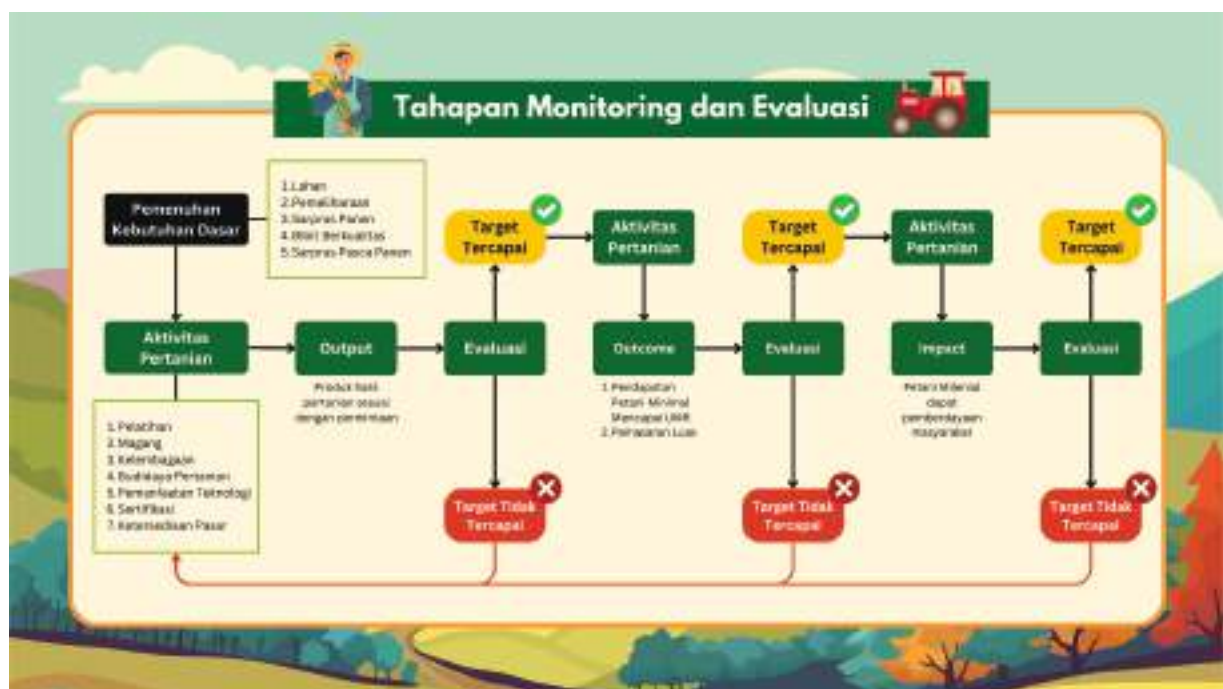 Tahapan Monitoring dan Evaluasi
Pemenuhan
Kebutuhan Dasar
1. Lahan
2. Pemeliharaan
3. Sarpras Panen
4. Bibit Berkualitas
5. Sarpras Pasca Panen
Aktivitas
Pertanian
1. Pelatihan
2. Magang
3. Kelembagaan
4. Budidaya Pertanian
5. Pemanfaatan Teknologi
6. Sertifikasi
7. Ketersediaan Pasar
Output
Produk hasil
pertanian sesuai
dengan permintaan
Evaluasi
Target
Tercapai
Target Tidak
Tercapai
Aktivitas
Pertanian
Outcome
1. Pendapatan
Petani Minimal
Mencapai UMR
2. Pemasaran Luas
Evaluasi
Target
Tercapai
Target Tidak
Tercapai
Aktivitas
Pertanian
Impact
Petani Milenial
dapat
pemberdayaan
masyarakat
Evaluasi
Target
Tercapai
Target Tidak
Tercapai